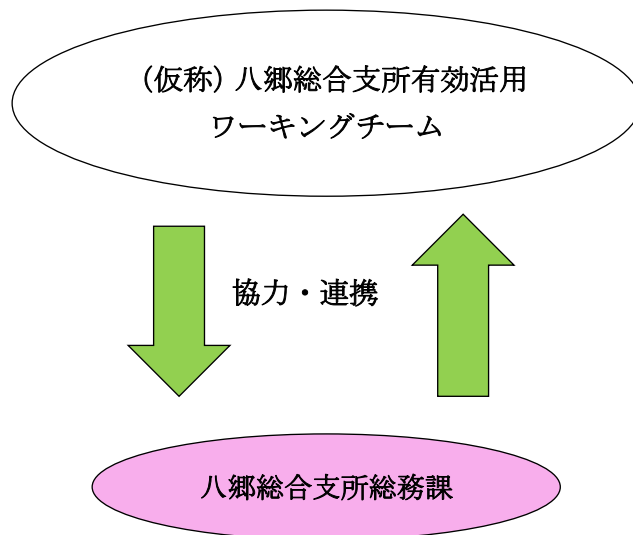 （仮称）八郷総合支所有効活用
ワーキングチーム
協力・連携
八郷総合支所総務課